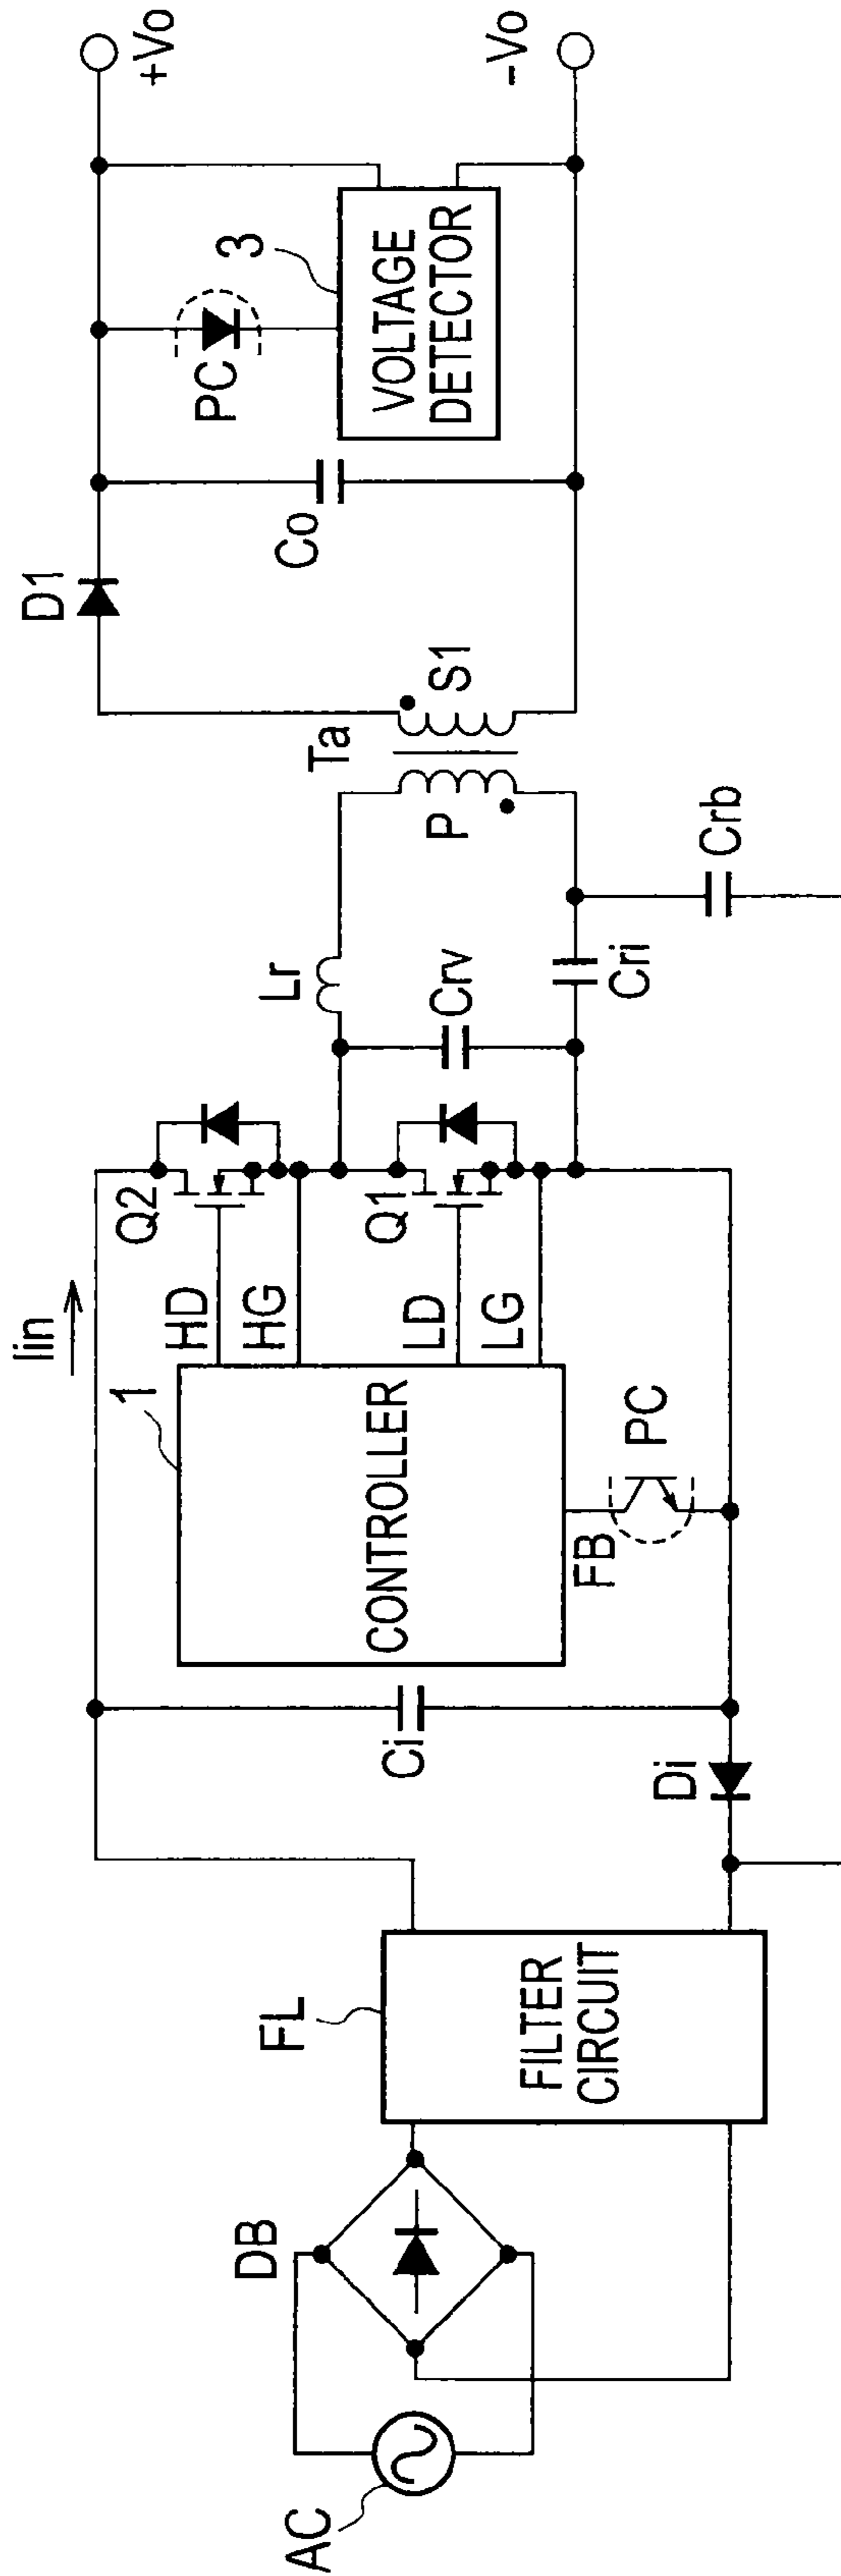 AC
DB
FL
FILTER
CIRCUIT
Di
Ci
Iin
1
CONTROLLER
HD
HG
LD
LG
FB
PC
Q2
Q1
Lr
Crv
Cri
Crb
Ta
P
S1
D1
Co
PC
3
VOLTAGE
DETECTOR
+Vo
-Vo